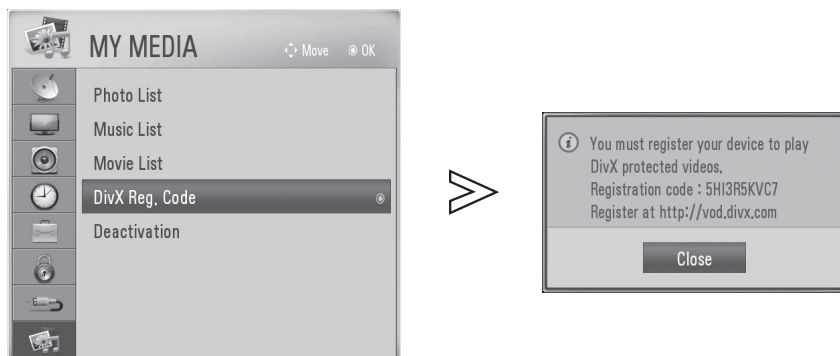 MY MEDIA
Move OK
Photo List
Music List
Movie List
DivX Reg. Code
Deactivation
You must register your device to play
DivX protected videos.
Registration code : 5HI3R5KVC7
Register at http://vod.divx.com
Close